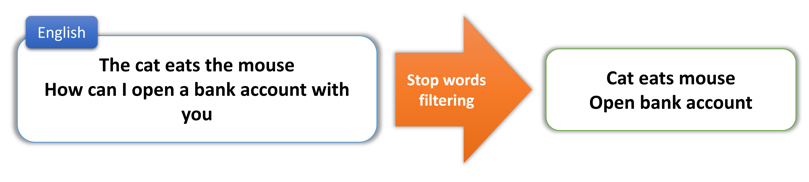 English
The cat eats the mouse
How can I open a bank account with
you
Stop words
filtering
Cat eats mouse
Open bank account